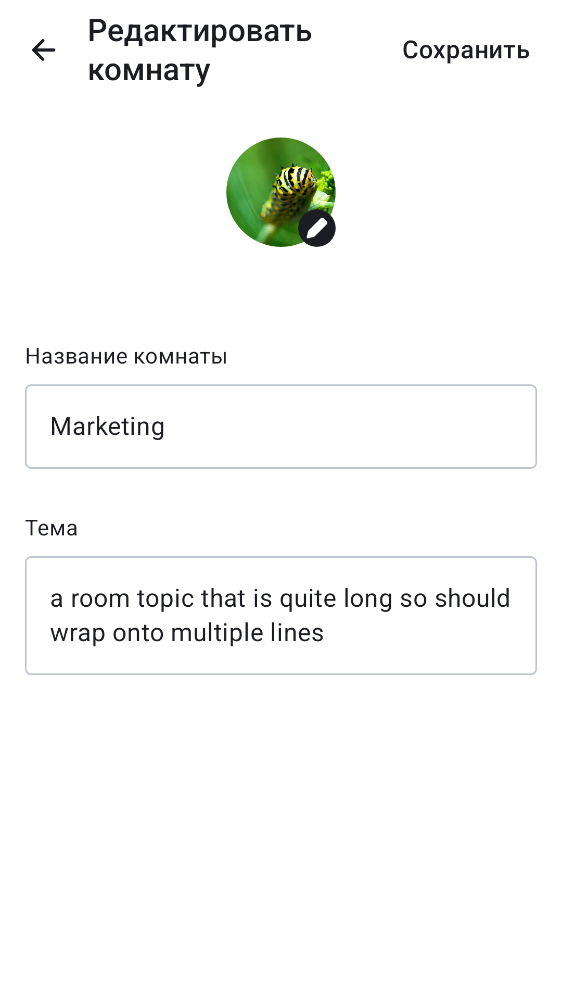 Редактировать
комнату
Сохранить
Название комнаты
Marketing
Тема
a room topic that is quite long so should
wrap onto multiple lines